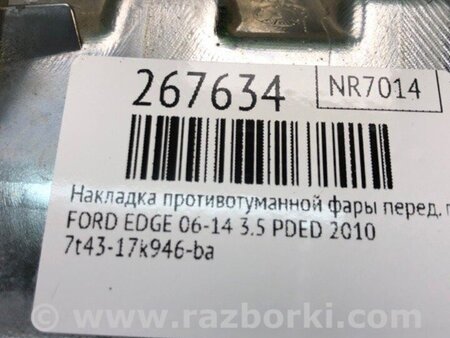 267634
NR7014
Накладка противотуманной фары перед.
FORD EDGE 06-14 3.5 PDED 2010
7t43-17k946-ba
www.razborki.com